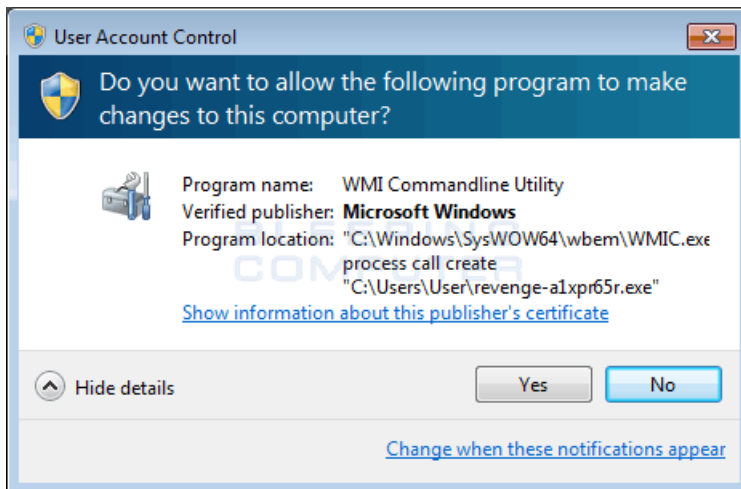 User Account Control
Do you want to allow the following program to make
changes to this computer?
Program name: WMI Commandline Utility
Verified publisher: Microsoft Windows
Program location: "C:\Windows\SysWOW64\wbem\WMIC.exe
process call create
"C:\Users\User\revenge-a1xpr65r.exe"
BLEEPING
COMPUTER
Show information about this publisher's certificate
Hide details
Yes
No
Change when these notifications appear